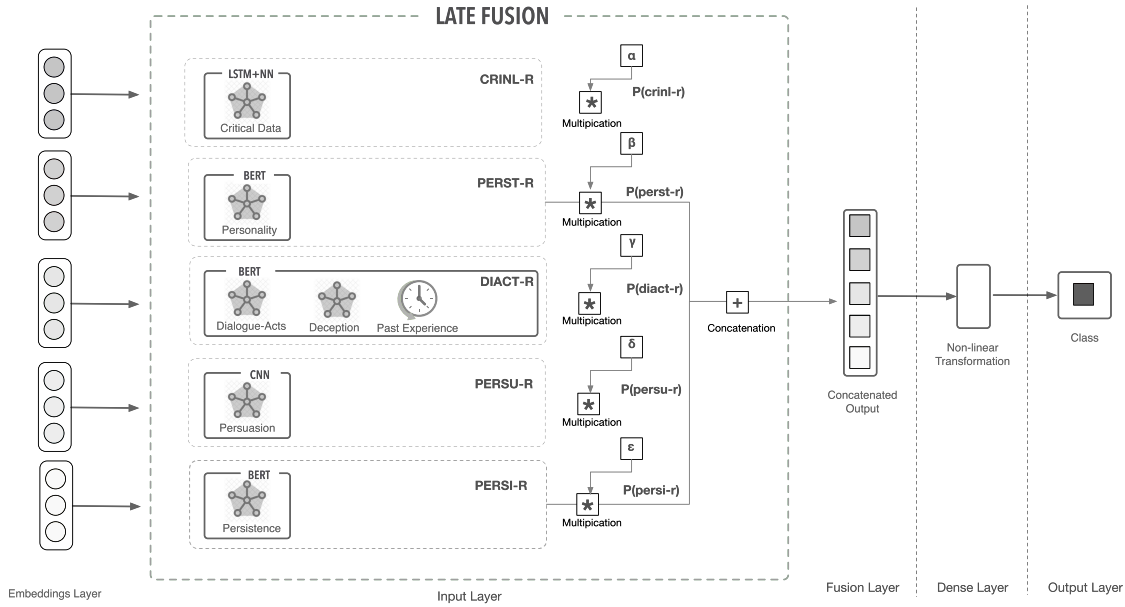 LATE FUSION
LSTM+NN
Critical Data
CRINL-R
α
*
P(crinl-r)
Multipication
BERT
Personality
PERST-R
β
*
P(perst-r)
Multipication
BERT
Dialogue-Acts
Deception
Past Experience
DIACT-R
γ
*
P(diact-r)
Multipication
+
Concatenation
CNN
Persuasion
PERSU-R
δ
*
P(persu-r)
Multipication
BERT
Persistence
PERSI-R
ε
*
P(persi-r)
Multipication
Concatenated
Output
Non-linear
Transformation
Class
Embeddings Layer
Input Layer
Fusion Layer
Dense Layer
Output Layer